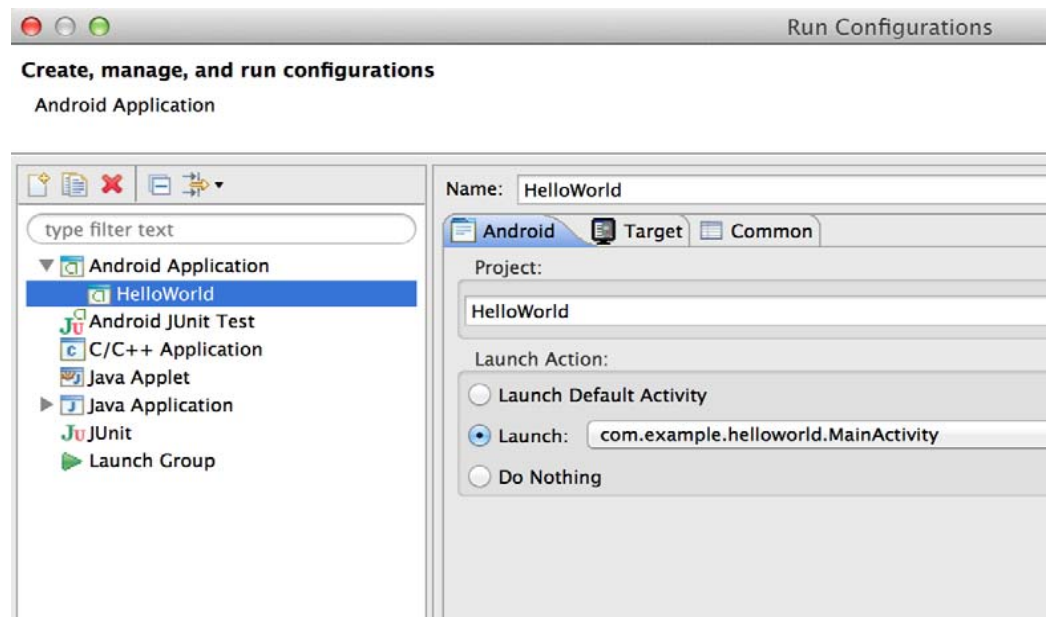 Run Configurations
Create, manage, and run configurations
Android Application
type filter text
Android Application
HelloWorld
Android JUnit Test
C/C++ Application
Java Applet
Java Application
JUnit
Launch Group
Name: HelloWorld
Android Target Common
Project:
HelloWorld
Launch Action:
Launch Default Activity
Launch: com.example.helloworld.MainActivity
Do Nothing